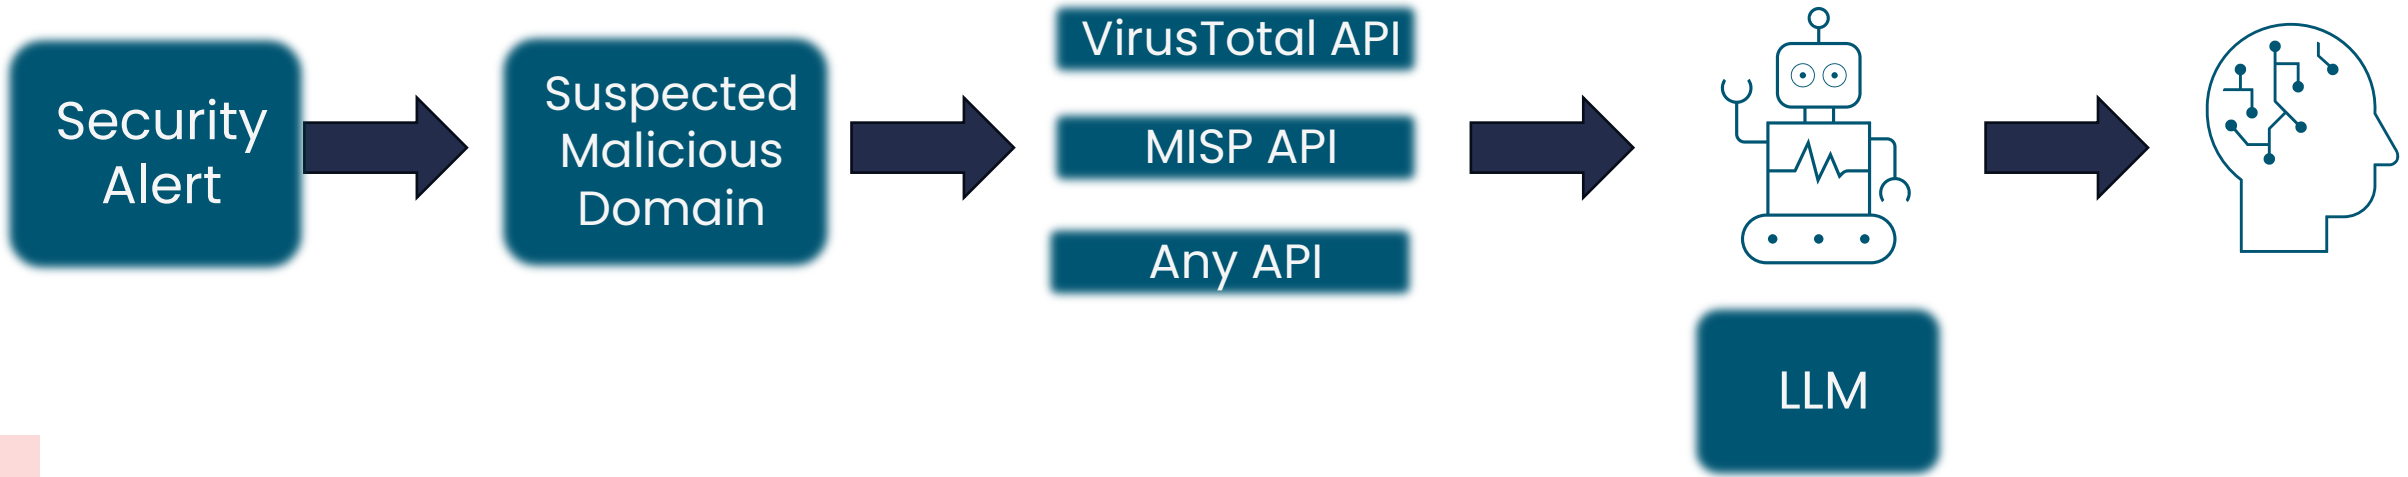 Security
Alert
Suspected
Malicious
Domain
VirusTotal API
MISP API
Any API
LLM